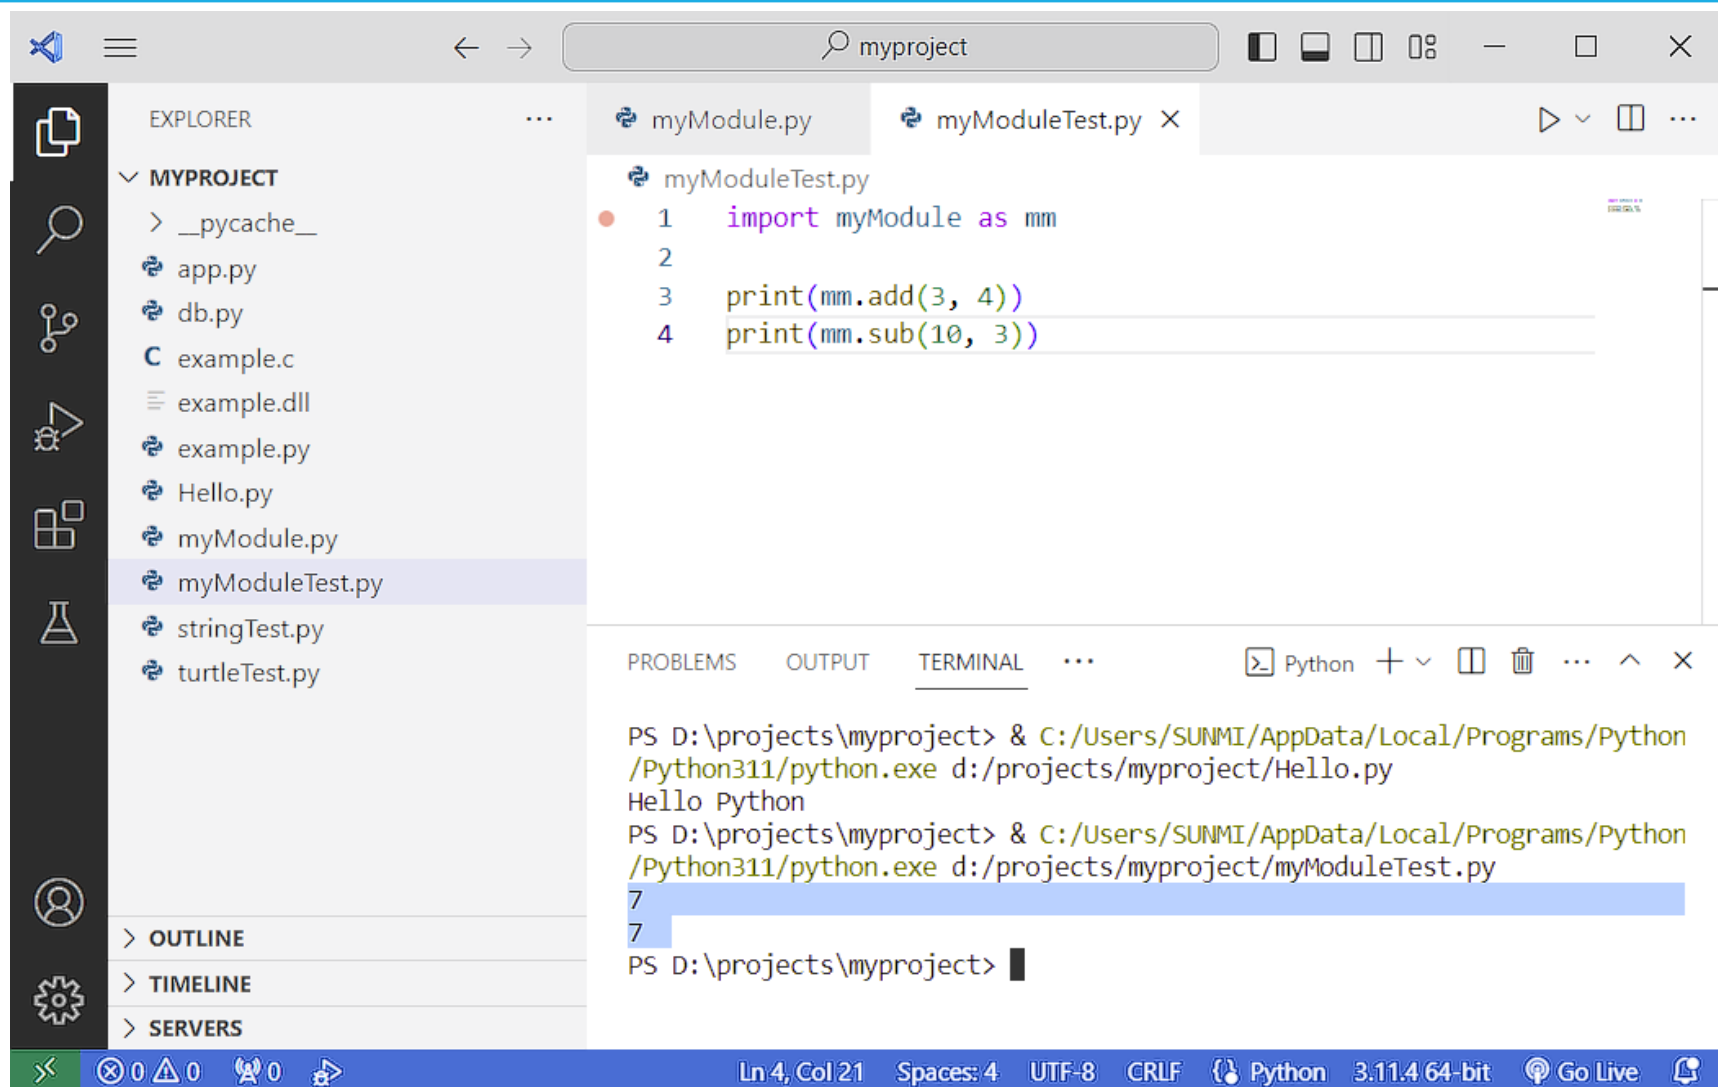 myproject
EXPLORER
MYPROJECT
__pycache__
app.py
db.py
C example.c
example.dll
example.py
Hello.py
myModule.py
myModuleTest.py
stringTest.py
turtleTest.py
OUTLINE
TIMELINE
SERVERS
myModule.py myModuleTest.py
myModuleTest.py
1 import myModule as mm
2
3 print(mm.add(3, 4))
4 print(mm.sub(10, 3))
PROBLEMS OUTPUT TERMINAL Python
PS D:\projects\myproject> & C:/Users/SUNMI/AppData/Local/Programs/Python
/Python311/python.exe d:/projects/myproject/Hello.py
Hello Python
PS D:\projects\myproject> & C:/Users/SUNMI/AppData/Local/Programs/Python
/Python311/python.exe d:/projects/myproject/myModuleTest.py
7
7
PS D:\projects\myproject>
0 0 0 Ln 4, Col 21 Spaces: 4 UTF-8 CRLF Python 3.11.4 64-bit Go Live